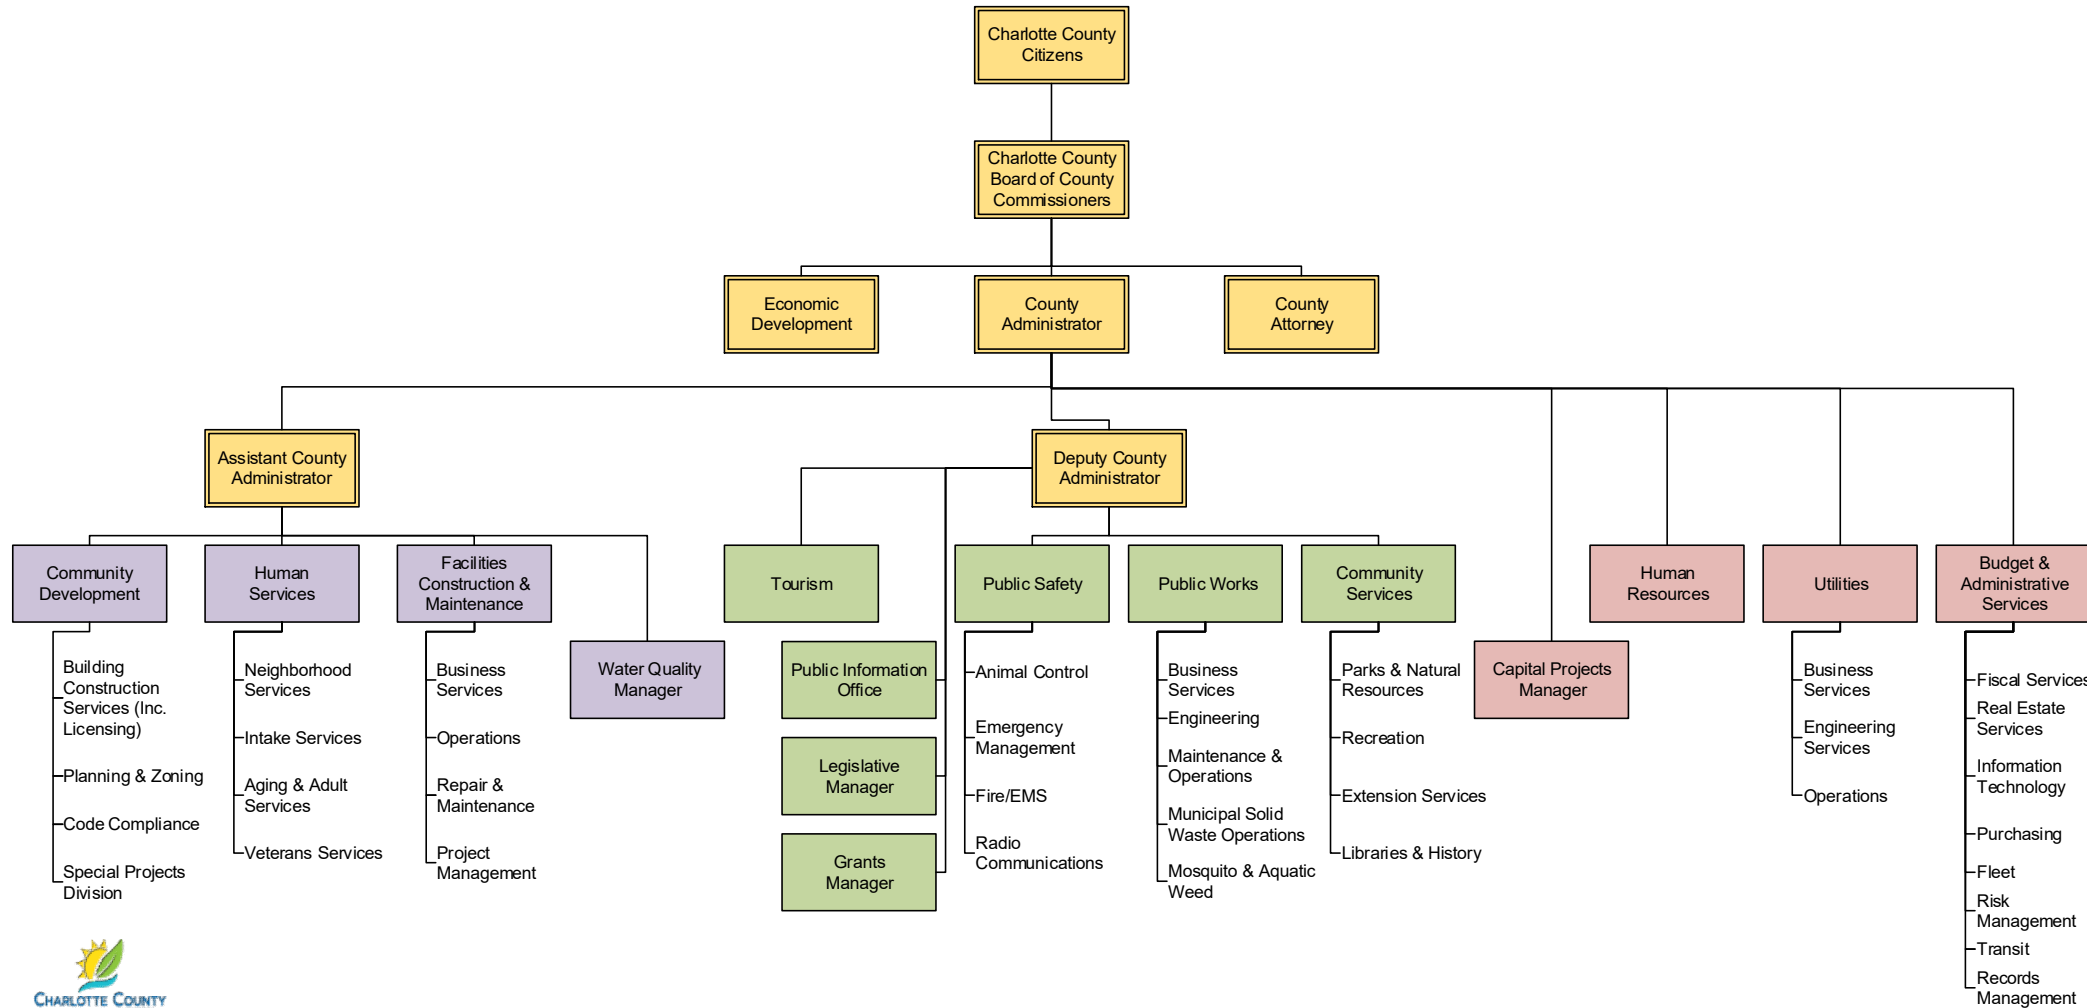 Charlotte County
Citizens
Charlotte County
Board of County
Commissioners
Economic
Development
County
Administrator
County
Attorney
Assistant County
Administrator
Deputy County
Administrator
Community
Development
Human
Services
Facilities
Construction &
Maintenance
Tourism
Public Safety
Public Works
Community
Services
Human
Resources
Utilities
Budget &
Administrative
Services
Water Quality
Manager
Public Information
Office
Legislative
Manager
Grants
Manager
Capital Projects
Manager
Building
Construction
Services (Inc.
Licensing)
Planning & Zoning
Code Compliance
Special Projects
Division
Neighborhood
Services
Intake Services
Aging & Adult
Services
Veterans Services
Business
Services
Operations
Repair &
Maintenance
Project
Management
Animal Control
Emergency
Management
Fire/EMS
Radio
Communications
Business
Services
Engineering
Maintenance &
Operations
Municipal Solid
Waste Operations
Mosquito & Aquatic
Weed
Parks & Natural
Resources
Recreation
Extension Services
Libraries & History
Business
Services
Engineering
Services
Operations
Fiscal Services
Real Estate
Services
Information
Technology
Purchasing
Fleet
Risk
Management
Transit
Records
Management
CHARLOTTE COUNTY